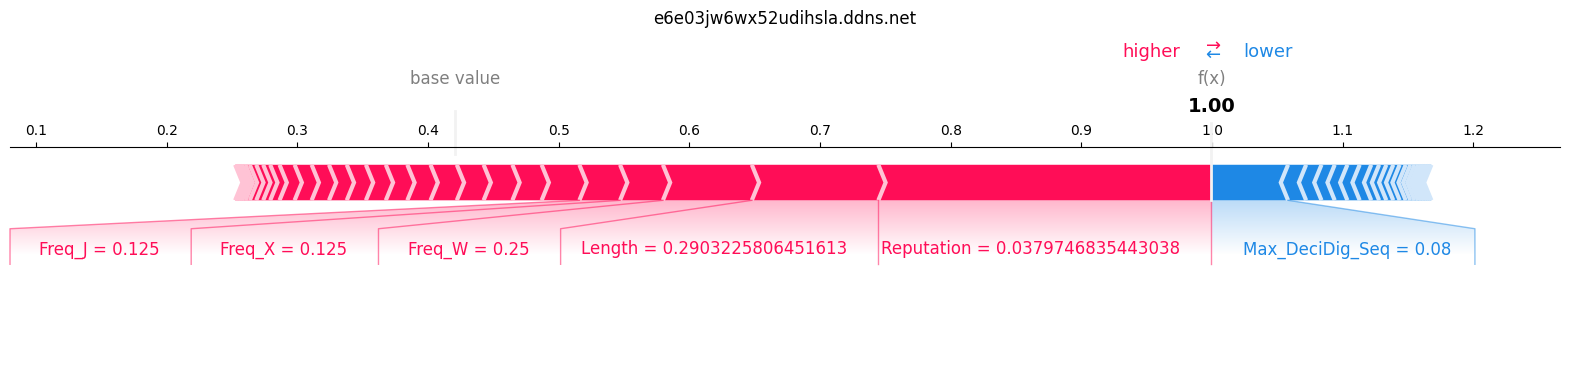 e6e03jw6wx52udihsla.ddns.net
higher ⇄ lower
base value f(x)
1.00
0.1 0.2 0.3 0.4 0.5 0.6 0.7 0.8 0.9 1.0 1.1 1.2
Freq_J = 0.125 Freq_X = 0.125 Freq_W = 0.25 Length = 0.2903225806451613 Reputation = 0.0379746835443038 Max_DeciDig_Seq = 0.08